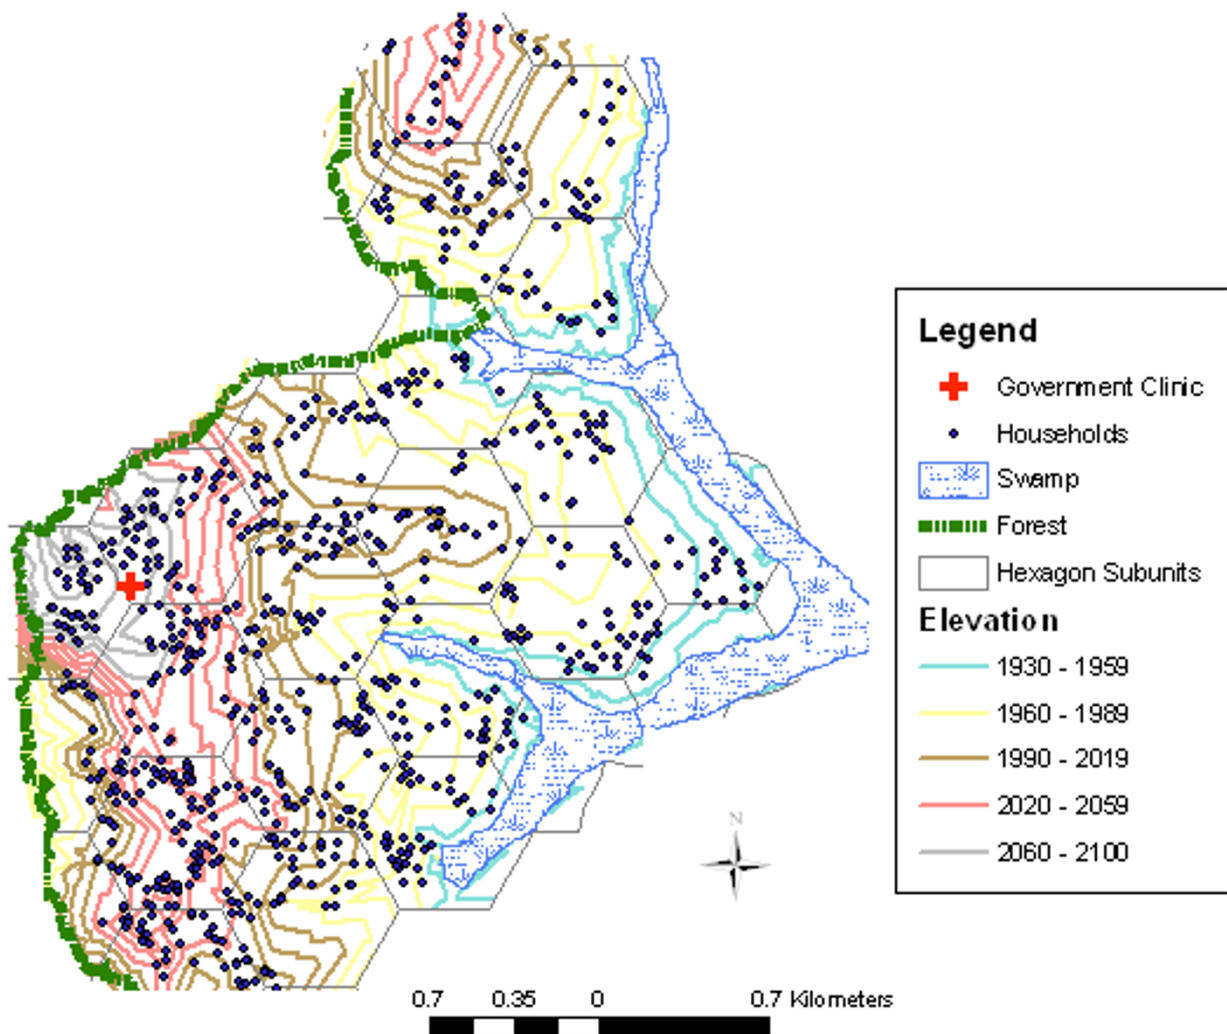 Legend
Government Clinic
Households
Swamp
Forest
Hexagon Subunits
Elevation
1930 - 1959
1960 - 1989
1990 - 2019
2020 - 2059
2060 - 2100
N
0.7 0.35 0 0.7 Kilometers